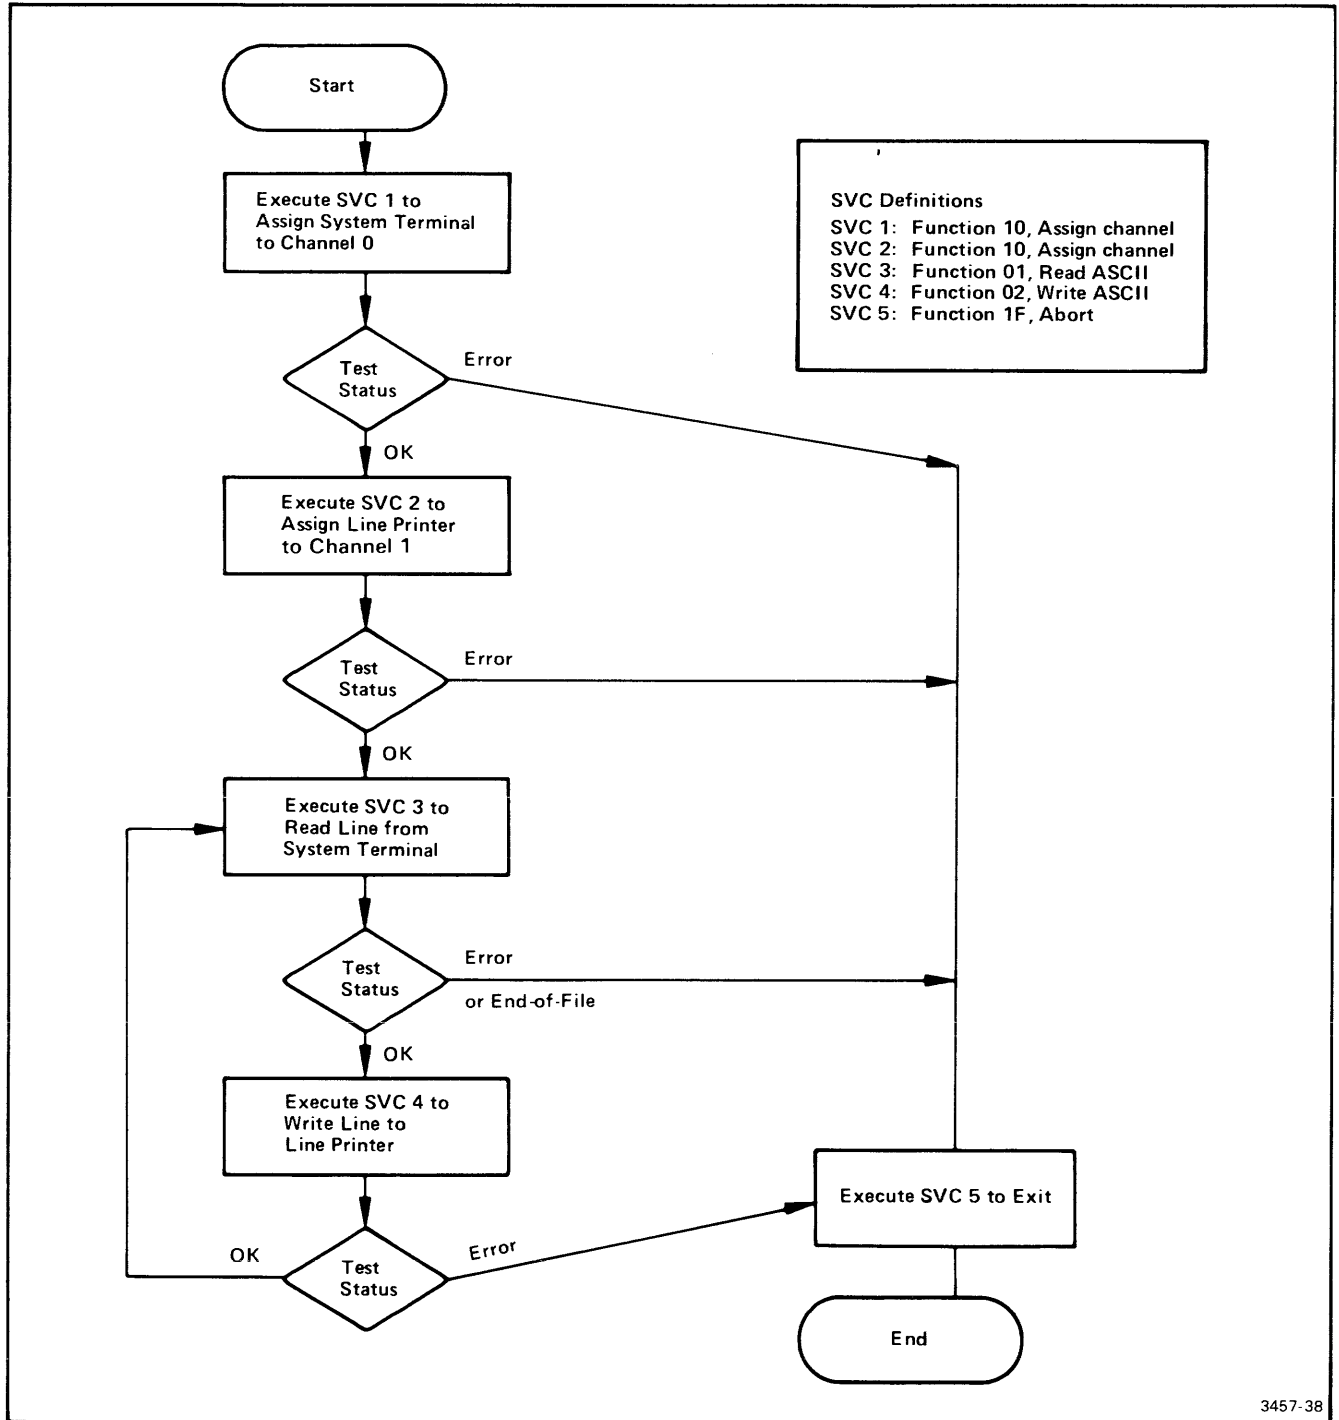 Start
Execute SVC 1 to
Assign System Terminal
to Channel 0
SVC Definitions
SVC 1: Function 10, Assign channel
SVC 2: Function 10, Assign channel
SVC 3: Function 01, Read ASCII
SVC 4: Function 02, Write ASCII
SVC 5: Function 1F, Abort
Test
Status
Error
OK
Execute SVC 2 to
Assign Line Printer
to Channel 1
Test
Status
Error
OK
Execute SVC 3 to
Read Line from
System Terminal
Test
Status
Error
or End-of-File
OK
Execute SVC 4 to
Write Line to
Line Printer
Execute SVC 5 to Exit
OK
Test
Status
Error
End
3457-38